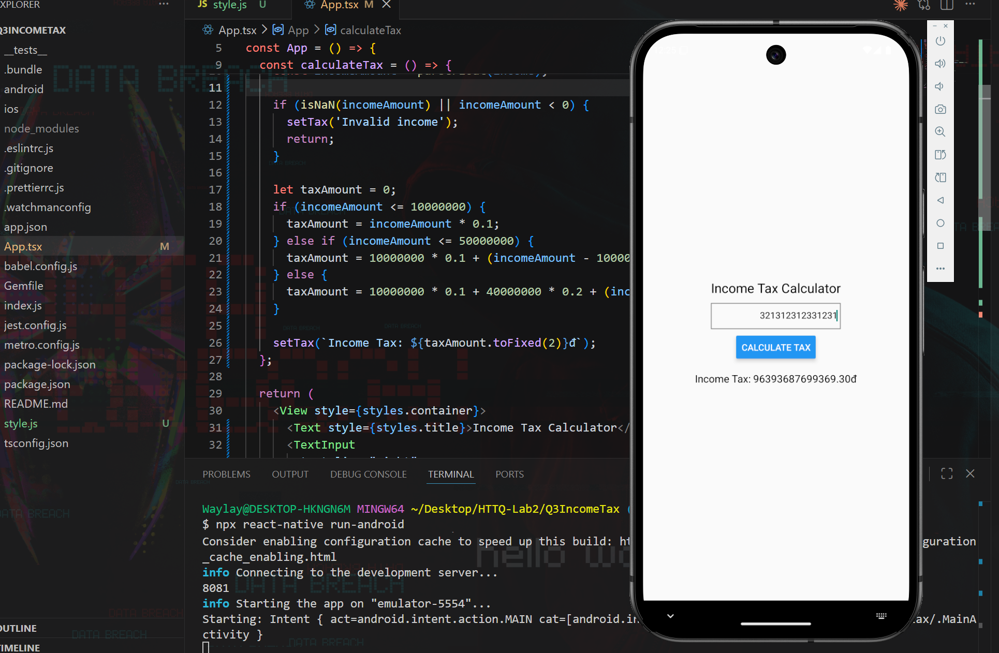 XPLORER
Q3INCOMETAX
__tests__
.bundle
android
ios
node_modules
.eslintrc.js
.gitignore
.prettierrc.js
.watchmanconfig
app.json
App.tsx M
babel.config.js
Gemfile
index.js
jest.config.js
metro.config.js
package-lock.json
package.json
README.md
style.js U
tsconfig.json
OUTLINE
TIMELINE
JS style.js U
App.tsx M
App.tsx > App > calculateTax
5 const App = () => {
9 const calculateTax = () => {
11
12 if (isNaN(incomeAmount) || incomeAmount < 0) {
13 setTax('Invalid income');
14 return;
15 }
16
17 let taxAmount = 0;
18 if (incomeAmount <= 10000000) {
19 taxAmount = incomeAmount * 0.1;
20 } else if (incomeAmount <= 50000000) {
21 taxAmount = 10000000 * 0.1 + (incomeAmount - 10000
22 } else {
23 taxAmount = 10000000 * 0.1 + 40000000 * 0.2 + (inc
24 }
25
26 setTax(`Income Tax: ${taxAmount.toFixed(2)}đ`);
27 };
28
29 return (
30 <View style={styles.container}>
31 <Text style={styles.title}>Income Tax Calculator</
32 <TextInput
PROBLEMS OUTPUT DEBUG CONSOLE TERMINAL PORTS
Waylay@DESKTOP-HKNGN6M MINGW64 ~/Desktop/HTTQ-Lab2/Q3IncomeTax (
$ npx react-native run-android
Consider enabling configuration cache to speed up this build: ht
guration
_cache_enabling.html
info Connecting to the development server...
8081
info Starting the app on "emulator-5554"...
Starting: Intent { act=android.intent.action.MAIN cat=[android.in
tax/.MainA
ctivity }
Income Tax Calculator
321312312331231
CALCULATE TAX
Income Tax: 96393687699369.30đ
DATA BREACH
hello wo